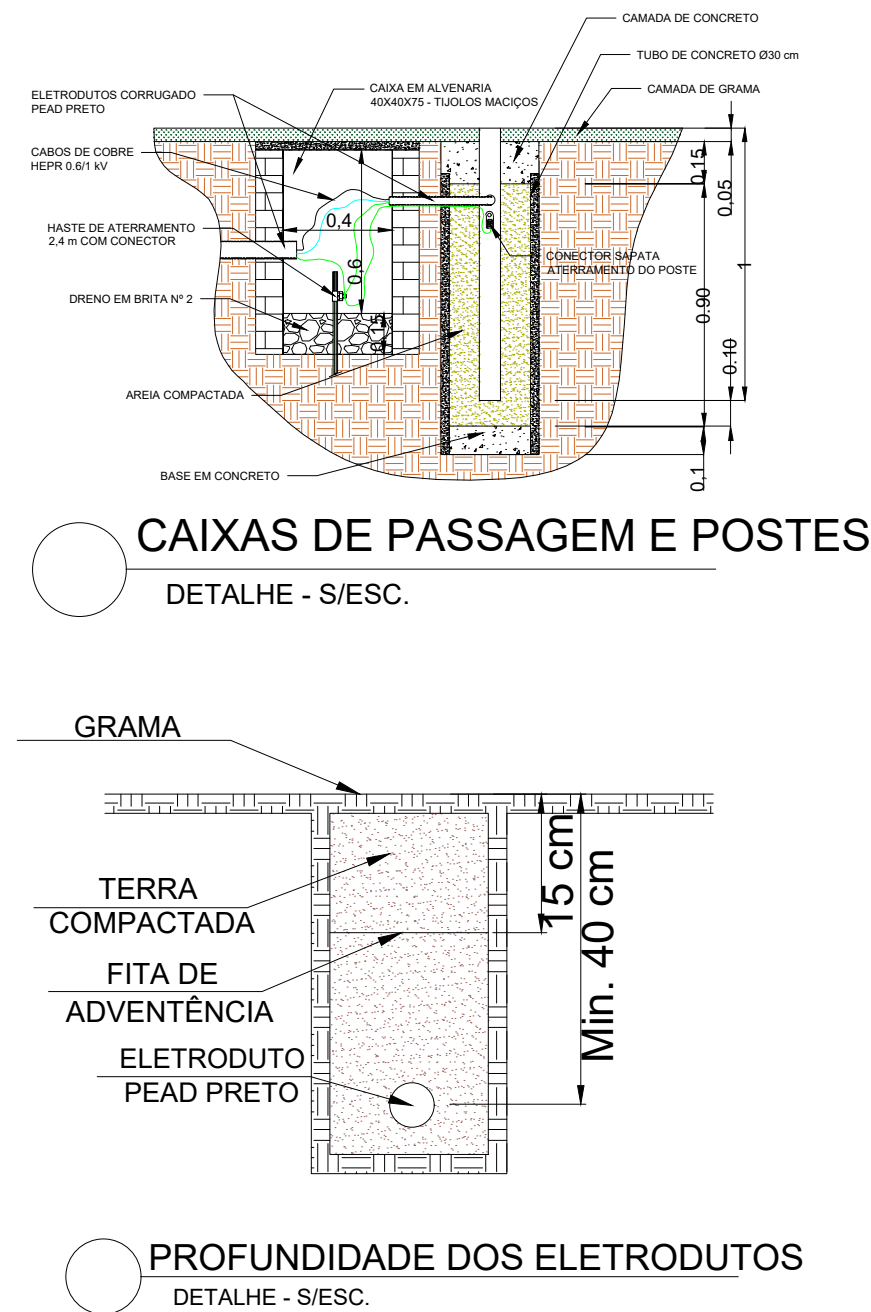 CAMADA DE CONCRETO
TUBO DE CONCRETO Ø30 cm
CAMADA DE GRAMA
ELETRODUTOS CORRUGADO
PEAD PRETO
CAIXA EM ALVENARIA
40X40X75 - TIJOLOS MACIÇOS
CABOS DE COBRE
HEPR 0.6/1 kV
HASTE DE ATERRAMENTO
2,4 m COM CONECTOR
DRENO EM BRITA Nº 2
AREIA COMPACTADA
BASE EM CONCRETO
CONECTOR SAPATA
ATERRAMENTO DO POSTE
0,4
0,6
0,15
0.15
0,05
1
0.90
0.10
0,1
CAIXAS DE PASSAGEM E POSTES
DETALHE - S/ESC.
GRAMA
TERRA
COMPACTADA
FITA DE
ADVENTÊNCIA
ELETRODUTO
PEAD PRETO
15 cm
Min. 40 cm
PROFUNDIDADE DOS ELETRODUTOS
DETALHE - S/ESC.